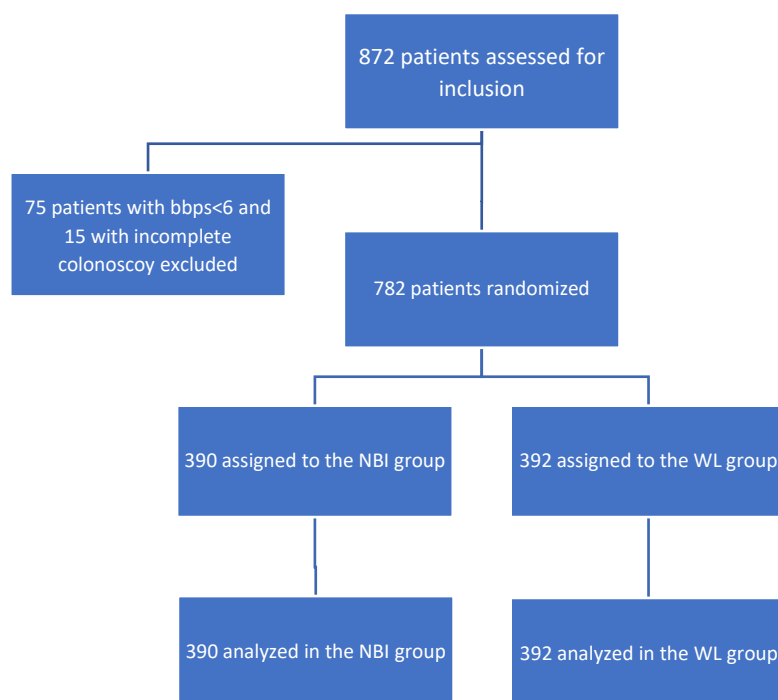 872 patients assessed for
inclusion
75 patients with bbps<6 and
15 with incomplete
colonoscoy excluded
782 patients randomized
390 assigned to the NBI group
392 assigned to the WL group
390 analyzed in the NBI group
392 analyzed in the WL group